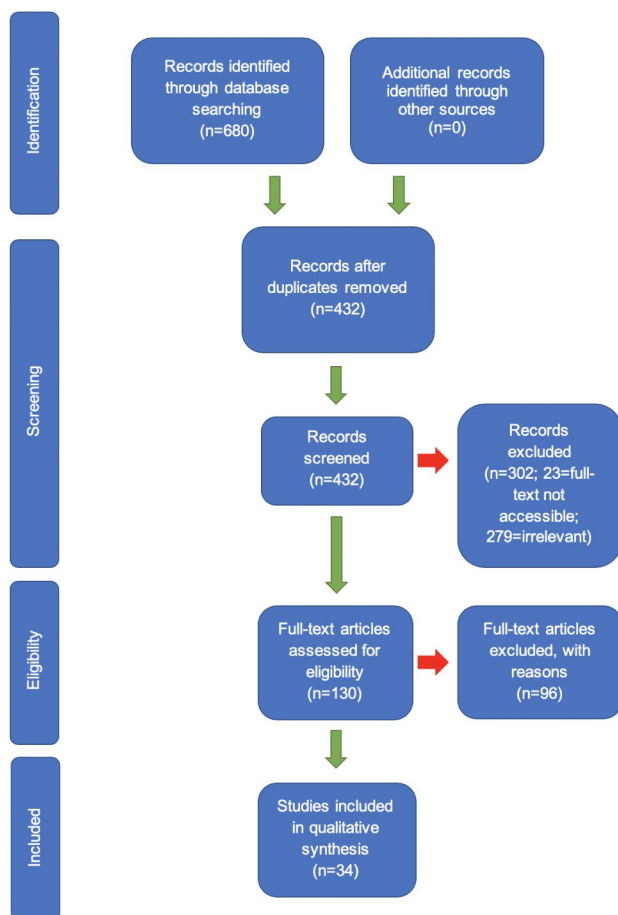 Identification
Records identified
through database
searching
(n=680)
Additional records
identified through
other sources
(n=0)
Screening
Records after
duplicates removed
(n=432)
Records
screened
(n=432)
Records
excluded
(n=302; 23=full-
text not
accessible;
279=irrelevant)
Eligibility
Full-text articles
assessed for
eligibility
(n=130)
Full-text articles
excluded, with
reasons
(n=96)
Included
Studies included
in qualitative
synthesis
(n=34)